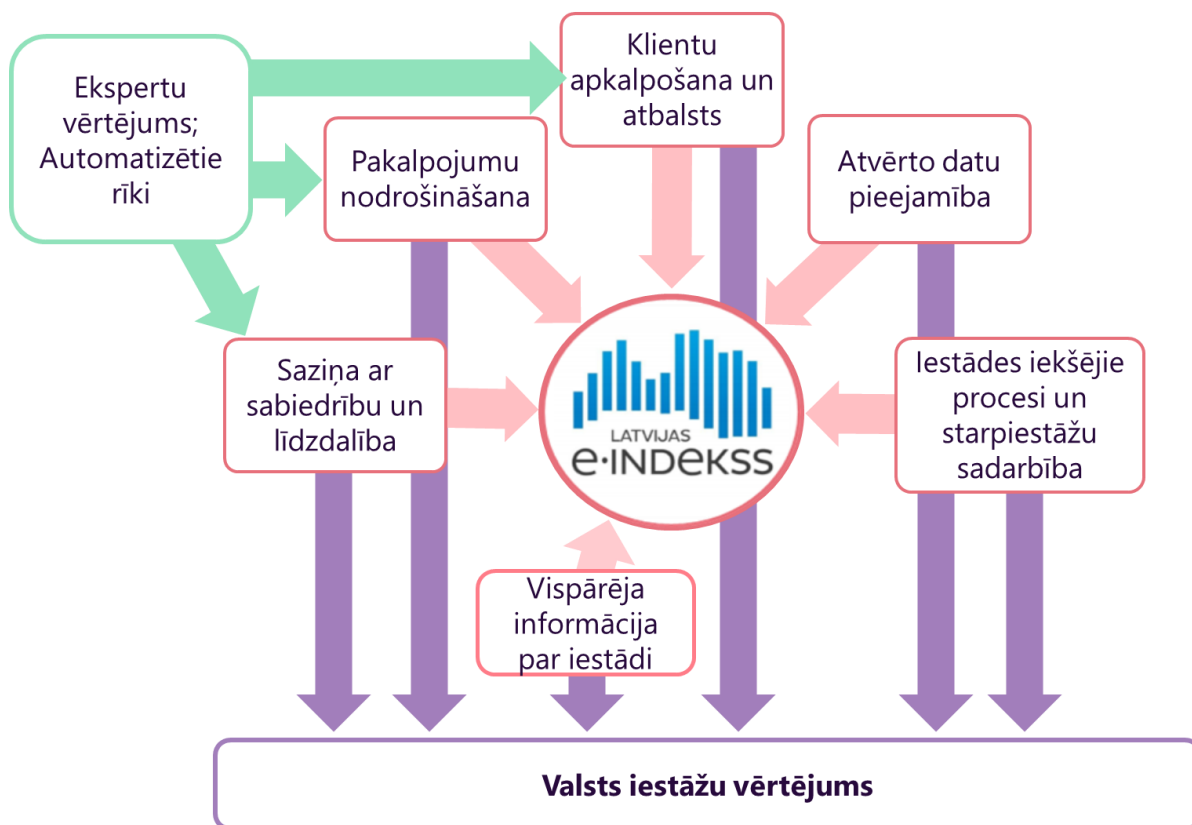 Ekspertu
vērtējums;
Automatizētie
rīki
Klientu
apkalpošana un
atbalsts
Pakalpojumu
nodrošināšana
Atvērto datu
pieejamība
Saziņa ar
sabiedrību un
līdzdalība
LATVIJAS
e·INDEKSS
Iestādes iekšējie
procesi un
starpiestāžu
sadarbība
Vispārēja
informācija
par iestādi
Valsts iestāžu vērtējums